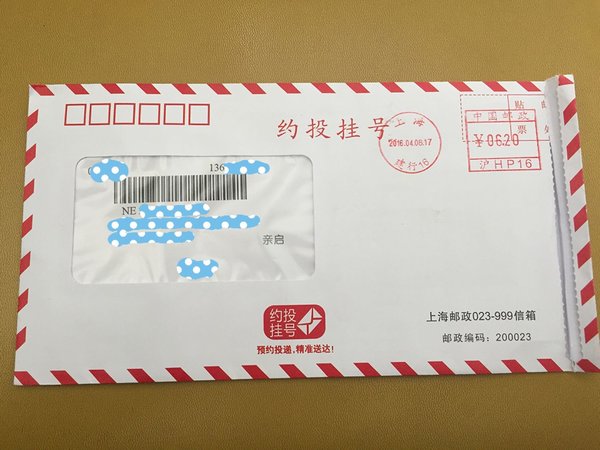 约投挂号
上海
2016.04.08.17
建行16
贴
票
中国邮政
¥06.20
沪HP16
136
NE
亲启
约投
挂号
预约投递,精准送达!
上海邮政023-999信箱
邮政编码:200023